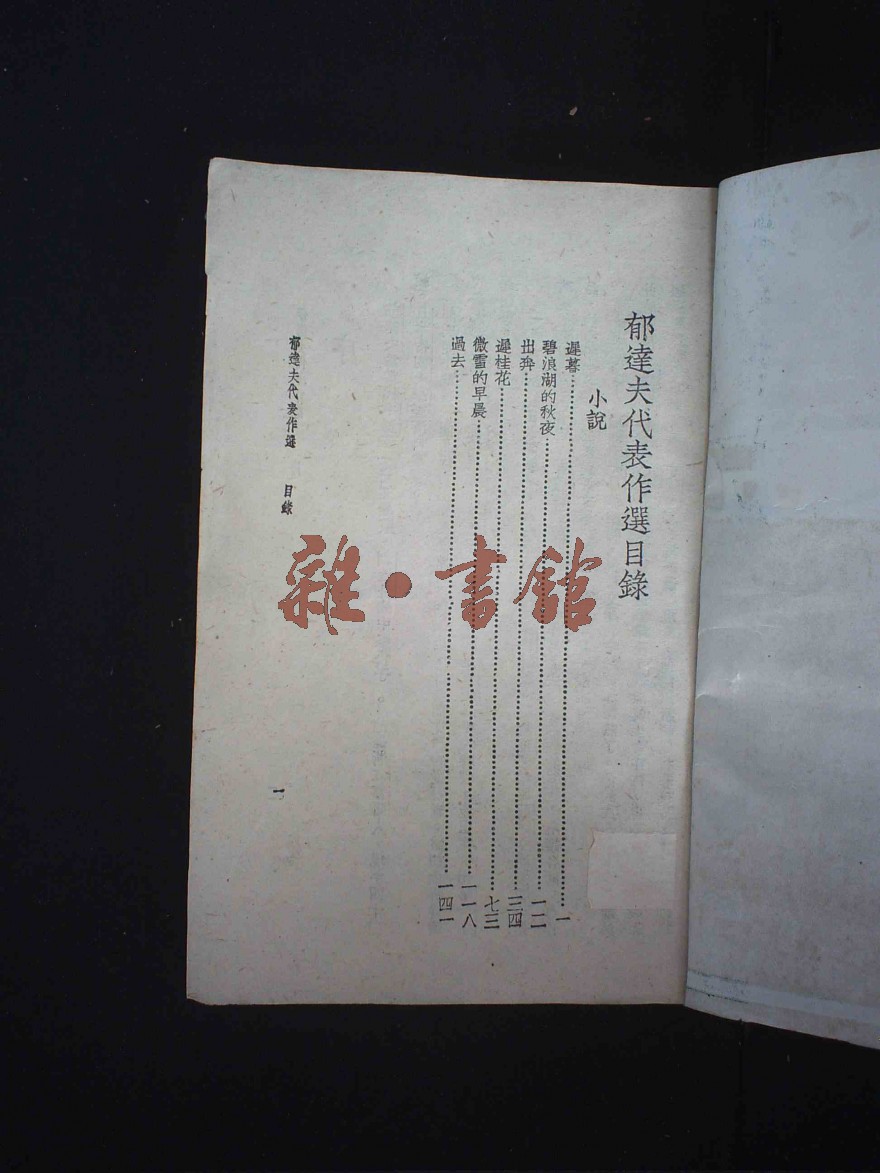 郁達夫代表作選目錄
小說
遲暮……一
碧浪湖的秋夜……一二
出奔……三四
遲桂花……七三
微雪的早晨……一一八
過去……一四一
郁達夫代表作選 目錄
一
雜·書館